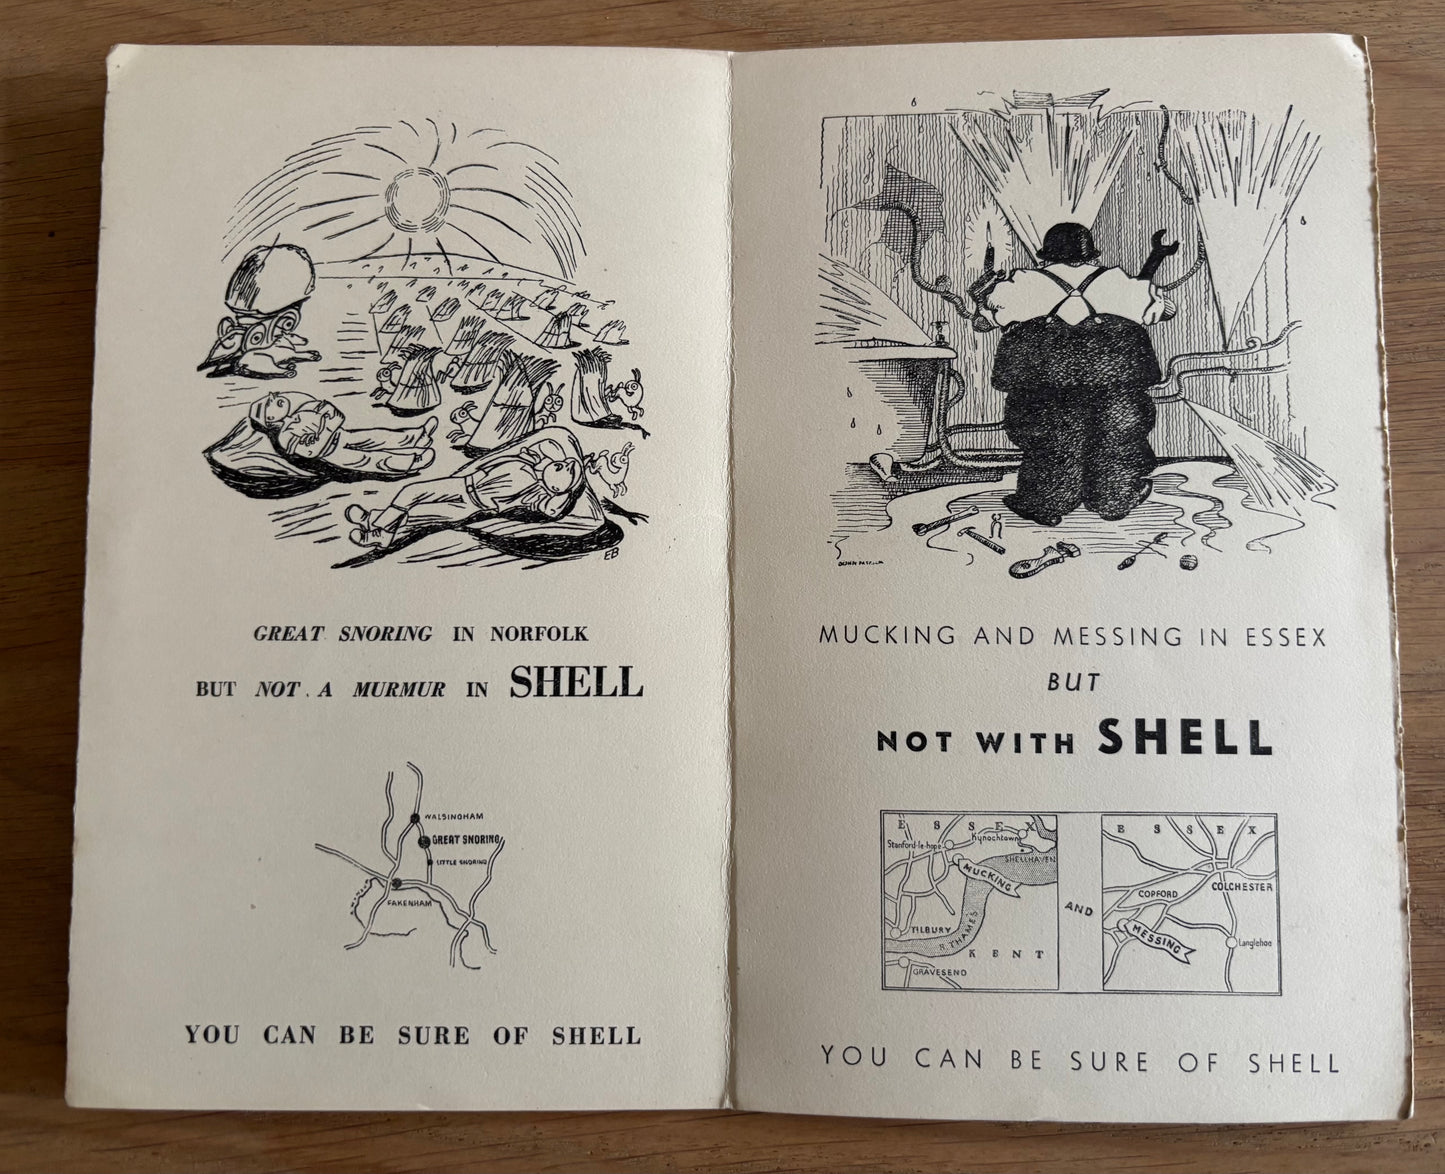 EB
GREAT SNORING IN NORFOLK
BUT NOT A MURMUR IN SHELL
WALSINGHAM
GREAT SNORING
LITTLE SNORING
FAKENHAM
YOU CAN BE SURE OF SHELL
MUCKING AND MESSING IN ESSEX
BUT
NOT WITH SHELL
ESSEX
Kynochtown
Stanford-le-hope
SHELLHAVEN
MUCKING
TILBURY
R. THAMES
KENT
GRAVESEND
AND
ESSEX
COPFORD
COLCHESTER
MESSING
Langlehoe
YOU CAN BE SURE OF SHELL